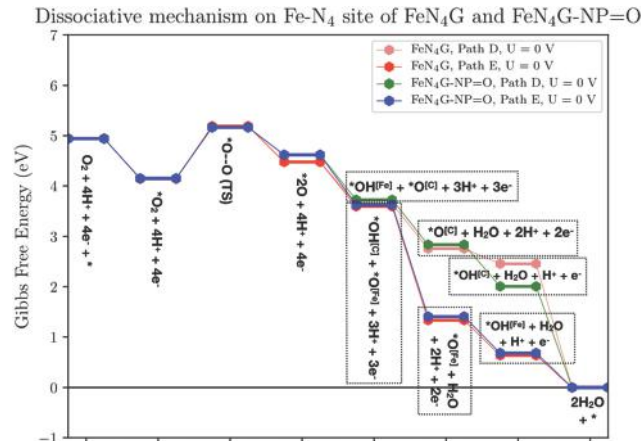 Dissociative mechanism on Fe-N₄ site of FeN₄G and FeN₄G-NP=O
Gibbs Free Energy (eV)
7
6
5
4
3
2
1
0
−1
FeN₄G, Path D, U = 0 V
FeN₄G, Path E, U = 0 V
FeN₄G-NP=O, Path D, U = 0 V
FeN₄G-NP=O, Path E, U = 0 V
O₂ + 4H⁺ + 4e⁻ + *
*O₂ + 4H⁺ + 4e⁻
*O--O (TS)
*2O + 4H⁺ + 4e⁻
*OH[Fe] + *O[C] + 3H⁺ + 3e⁻
*OH[C] + *O[Fe] + 3H⁺ + 3e⁻
*O[C] + H₂O + 2H⁺ + 2e⁻
*O[Fe] + H₂O
+ 2H⁺ + 2e⁻
*OH[C] + H₂O + H⁺ + e⁻
*OH[Fe] + H₂O
+ H⁺ + e⁻
2H₂O
+ *